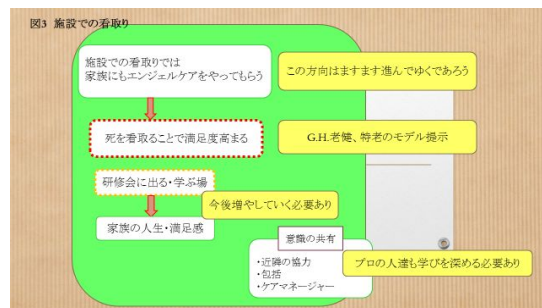 図3 施設での看取り
施設での看取りでは
家族にもエンジェルケアをやってもらう
この方向はますます進んでゆくであろう
死を看取ることで満足度高まる
G.H.老健、特老のモデル提示
研修会に出る・学ぶ場
今後増やしていく必要あり
家族の人生・満足感
意識の共有
・近隣の協力
・包括
・ケアマネージャー
プロの人達も学びを深める必要あり